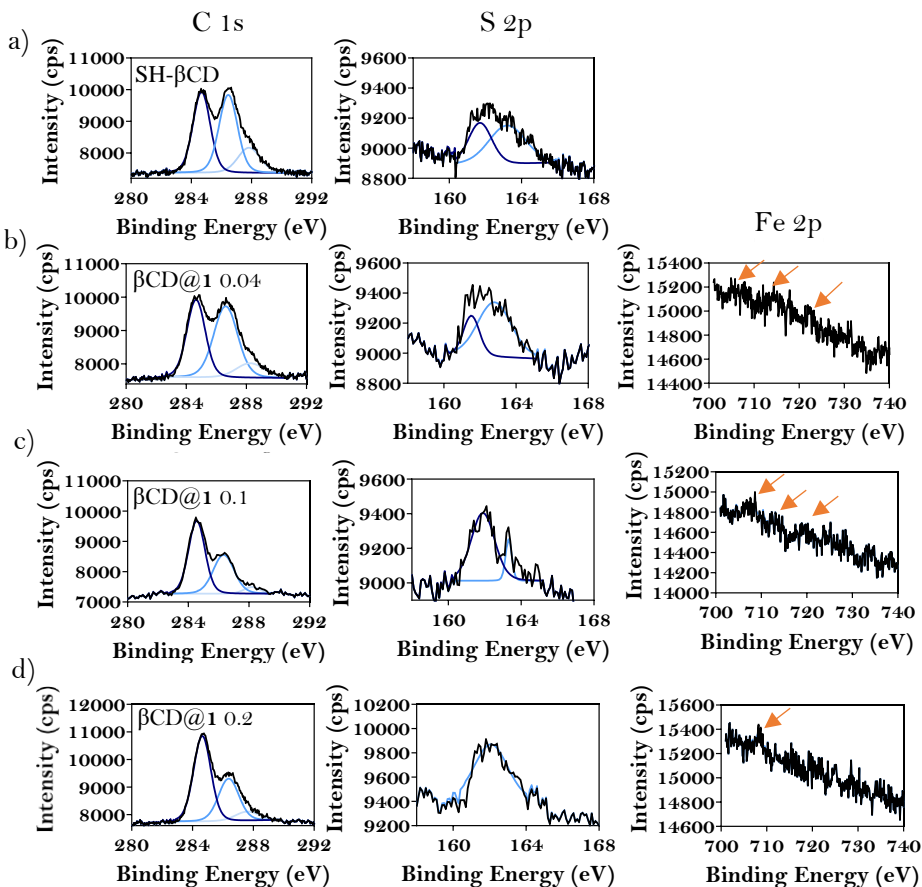 C 1s
S 2p
a)
SH-βCD
Intensity (cps)
11000
10000
9000
8000
280 284 288 292
Binding Energy (eV)
Intensity (cps)
9600
9400
9200
9000
8800
160 164 168
Binding Energy (eV)
Fe 2p
b)
βCD@1 0.04
Intensity (cps)
11000
10000
9000
8000
280 284 288 292
Binding Energy (eV)
Intensity (cps)
9600
9400
9200
9000
8800
160 164 168
Binding Energy (eV)
Intensity (cps)
15400
15200
15000
14800
14600
14400
700 710 720 730 740
Binding Energy (eV)
c)
βCD@1 0.1
Intensity (cps)
11000
10000
9000
8000
7000
280 284 288 292
Binding Energy (eV)
Intensity (cps)
9400
9200
9000
160 164 168
Binding Energy (eV)
Intensity (cps)
15200
15000
14800
14600
14400
14200
14000
700 710 720 730 740
Binding Energy (eV)
d)
βCD@1 0.2
Intensity (cps)
12000
11000
10000
9000
8000
280 284 288 292
Binding Energy (eV)
Intensity (cps)
10200
10000
9800
9600
9400
9200
160 164 168
Binding Energy (eV)
Intensity (cps)
15600
15400
15200
15000
14800
14600
700 710 720 730 740
Binding Energy (eV)